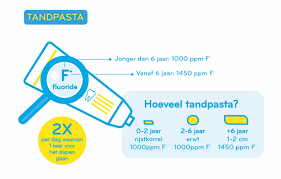 TANDPASTA
Jonger dan 6 jaar: 1000 ppm F⁻
Vanaf 6 jaar: 1450 ppm F⁻
F⁻
fluoride
Hoeveel tandpasta?
0-2 jaar
rijstkorrel
1000ppm F⁻
2-6 jaar
erwt
1000ppm F⁻
+6 jaar
1-2 cm
1450 ppm F⁻
2X
per dag waarvan
1 keer voor
het slapen
gaan